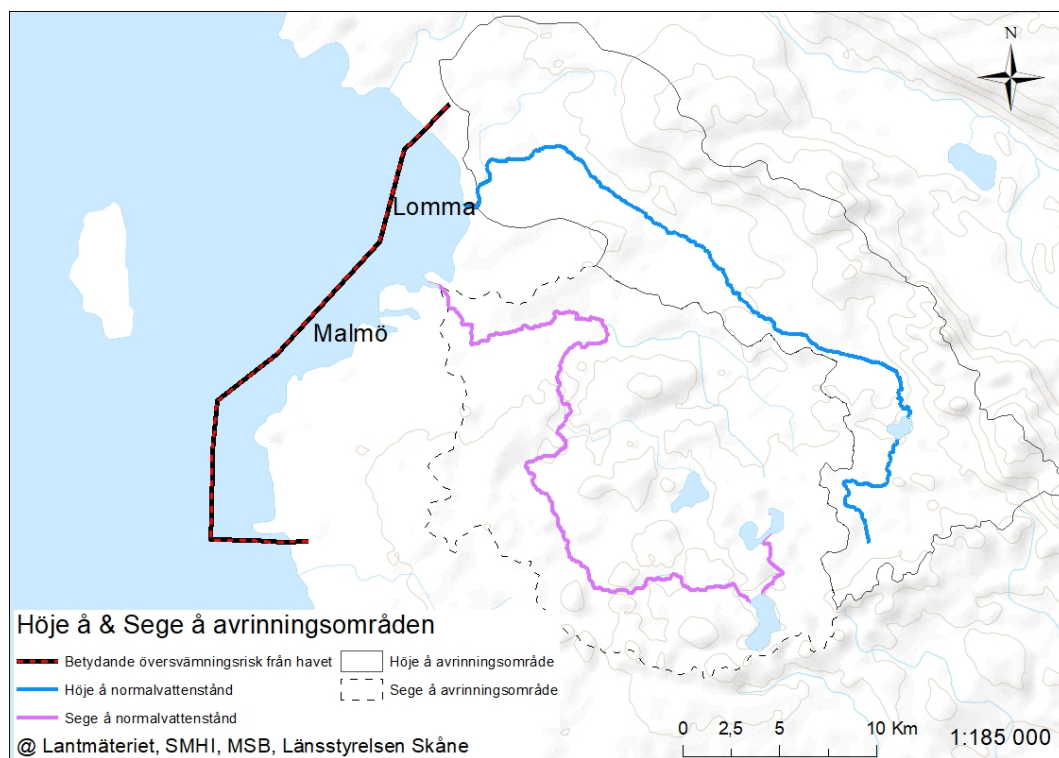 N
Lomma
Malmö
Höje å & Sege å avrinningsområden
Betydande översvämningsrisk från havet
Höje å avrinningsområde
Höje å normalvattenstånd
Sege å avrinningsområde
Sege å normalvattenstånd
@ Lantmäteriet, SMHI, MSB, Länsstyrelsen Skåne
0 2,5 5 10 Km
1:185 000